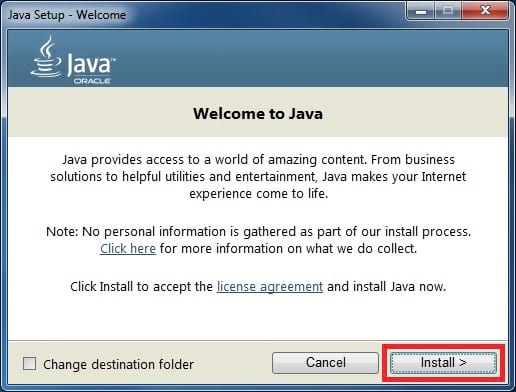 Java Setup - Welcome
Java™
ORACLE
Welcome to Java
Java provides access to a world of amazing content. From business
solutions to helpful utilities and entertainment, Java makes your Internet
experience come to life.
Note: No personal information is gathered as part of our install process.
Click here for more information on what we do collect.
Click Install to accept the license agreement and install Java now.
Change destination folder
Cancel
Install >